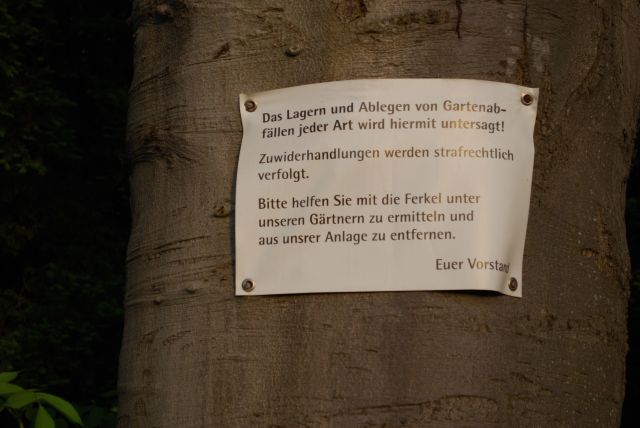 Das Lagern und Ablegen von Gartenab-
fällen jeder Art wird hiermit untersagt!
Zuwiderhandlungen werden strafrechtlich
verfolgt.
Bitte helfen Sie mit die Ferkel unter
unseren Gärtnern zu ermitteln und
aus unsrer Anlage zu entfernen.
Euer Vorstand